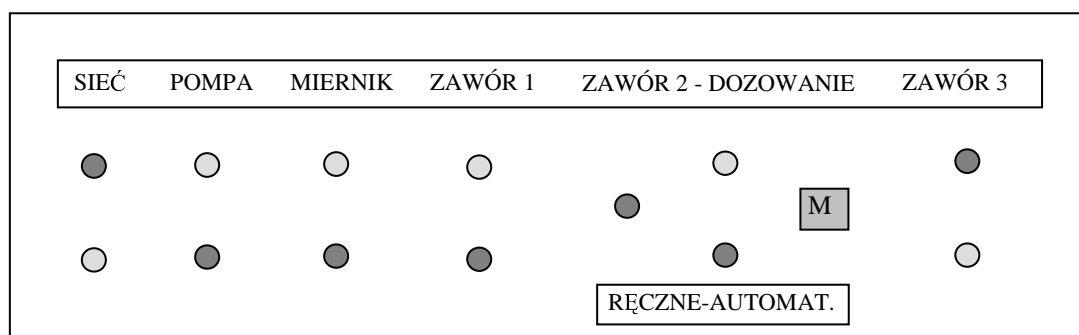 SIEĆ POMPA MIERNIK ZAWÓR 1 ZAWÓR 2 - DOZOWANIE ZAWÓR 3
M
RĘCZNE-AUTOMAT.